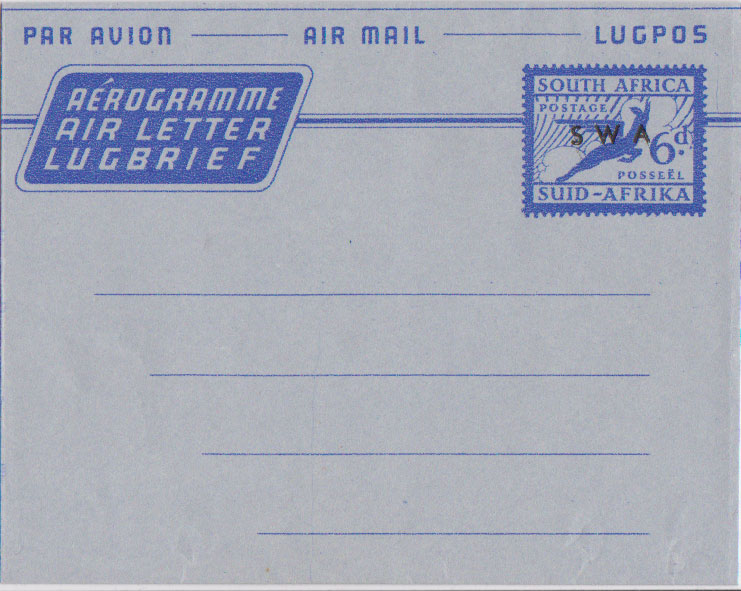 PAR AVION AIR MAIL LUGPOS
AÉROGRAMME
AIR LETTER
LUGBRIEF
SOUTH AFRICA
POSTAGE
SWA
6d.
POSSEËL
SUID-AFRIKA